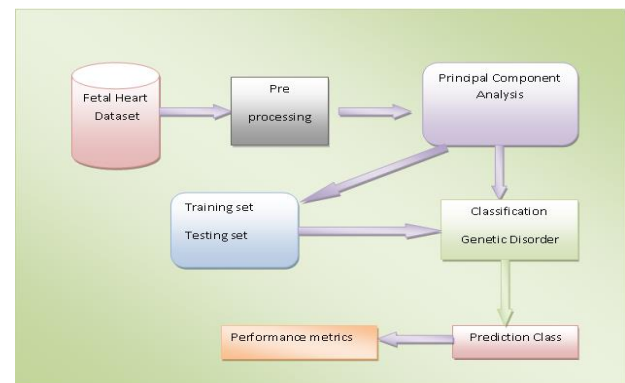 Fetal Heart
Dataset
Pre
processing
Principal Component
Analysis
Training set
Testing set
Classification
Genetic Disorder
Performance metrics
Prediction Class